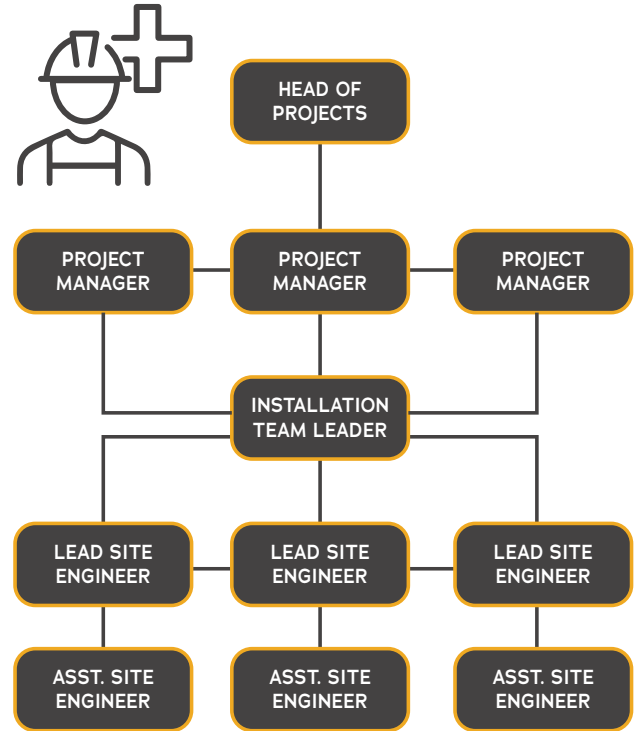 HEAD OF
PROJECTS
PROJECT
MANAGER
PROJECT
MANAGER
PROJECT
MANAGER
INSTALLATION
TEAM LEADER
LEAD SITE
ENGINEER
LEAD SITE
ENGINEER
LEAD SITE
ENGINEER
ASST. SITE
ENGINEER
ASST. SITE
ENGINEER
ASST. SITE
ENGINEER